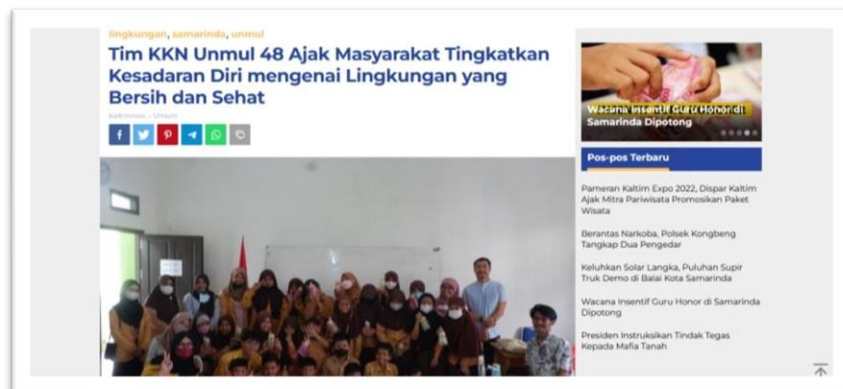 lingkungan, samarinda, unmul
Tim KKN Unmul 48 Ajak Masyarakat Tingkatkan
Kesadaran Diri mengenai Lingkungan yang
Bersih dan Sehat
Kaltimnoss - Umum
Wacana Insentif Guru Honor di
Samarinda Dipotong
Pos-pos Terbaru
Pameran Kaltim Expo 2022, Dispar Kaltim
Ajak Mitra Pariwisata Promosikan Paket
Wisata
Berantas Narkoba, Polsek Kongbeng
Tangkap Dua Pengedar
Keluhkan Solar Langka, Puluhan Supir
Truk Demo di Balai Kota Samarinda
Wacana Insentif Guru Honor di Samarinda
Dipotong
Presiden Instruksikan Tindak Tegas
Kepada Mafia Tanah